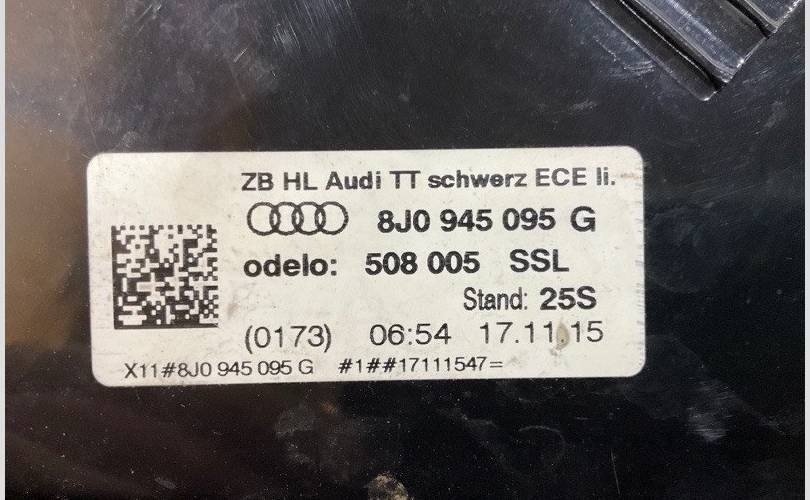 ZB HL Audi TT schwerz ECE li.
8J0 945 095 G
odelo: 508 005 SSL
Stand: 25S
(0173) 06:54 17.11.15
X11#8J0 945 095 G #1##17111547=